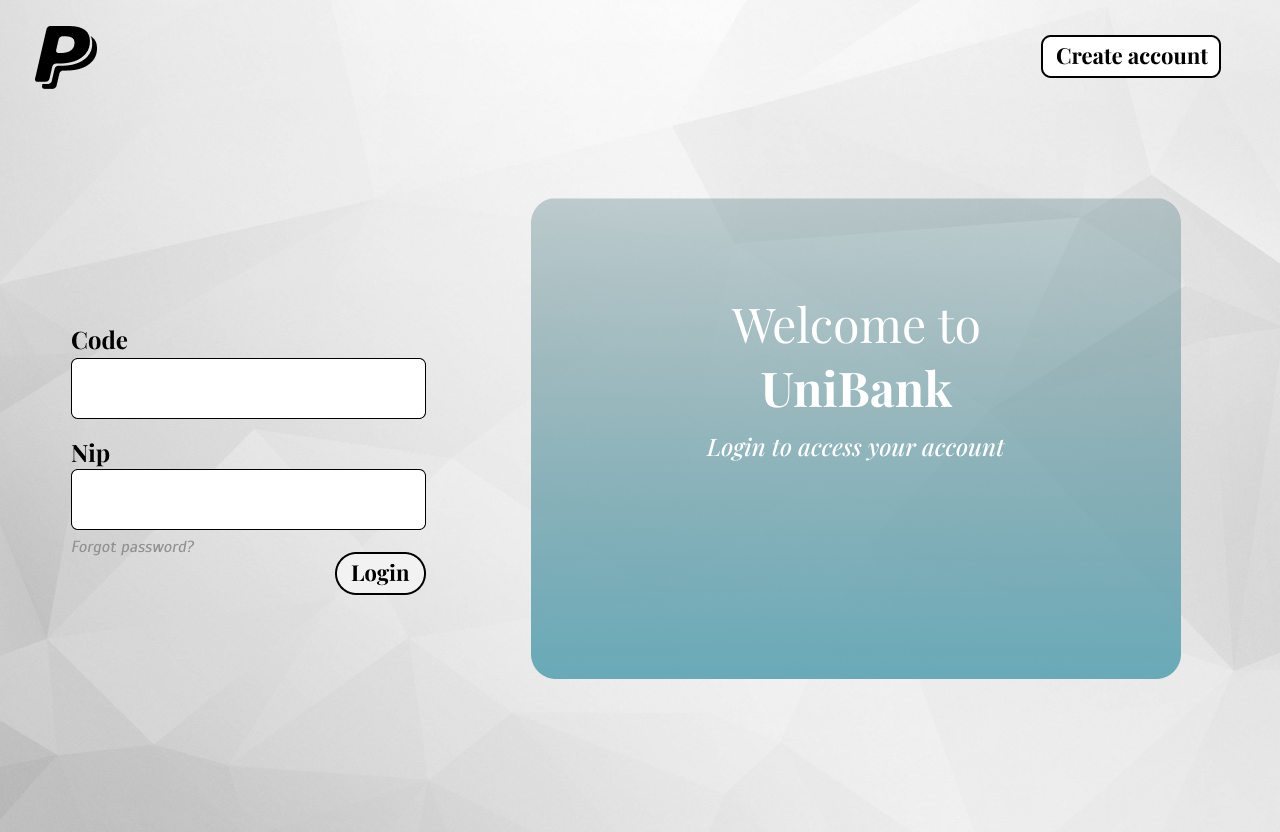 Create account
Code
Nip
Forgot password?
Login
Welcome to
UniBank
Login to access your account